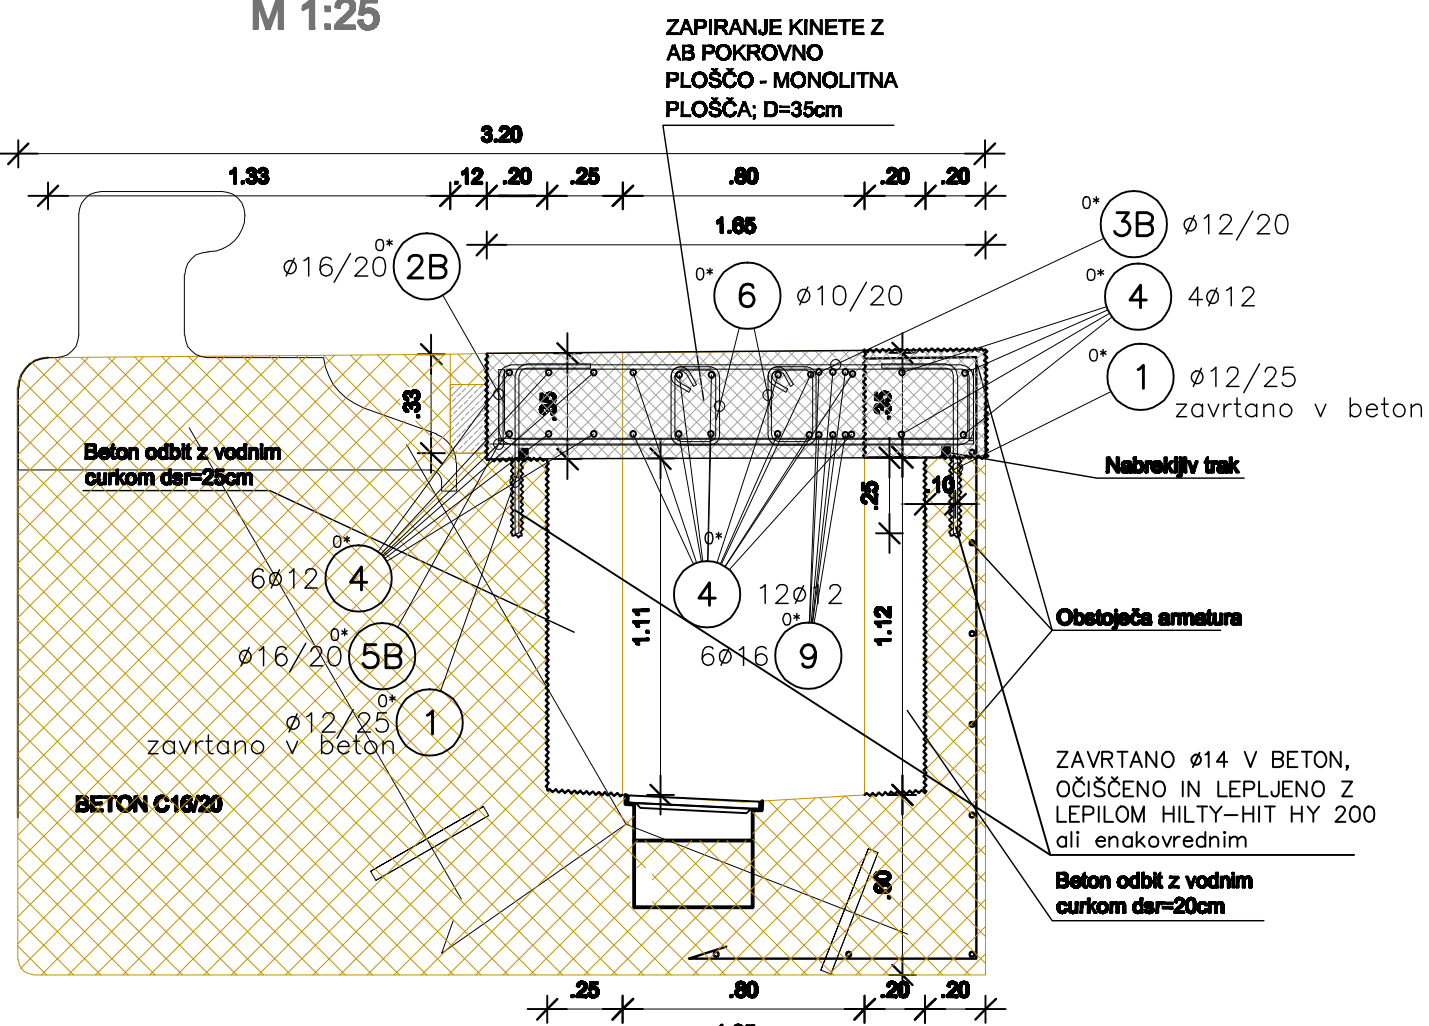 M 1:25
ZAPIRANJE KINETE Z
AB POKROVNO
PLOŠČO - MONOLITNA
PLOŠČA; D=35cm
3.20
1.33
.12
.20
.25
.80
.20
.20
1.65
0*
2B
ø16/20
0*
6
ø10/20
0*
3B
ø12/20
0*
4
4ø12
0*
1
ø12/25
zavrtano v beton
.33
.35
.35
Beton odbit z vodnim
curkom dsr=25cm
Nabrekljiv trak
.25
.10
0*
4
6ø12
0*
4
12ø12
0*
9
6ø16
1.11
1.12
Obstoječa armatura
0*
5B
ø16/20
0*
1
ø12/25
zavrtano v beton
BETON C16/20
ZAVRTANO ø14 V BETON,
OČIŠČENO IN LEPLJENO Z
LEPILOM HILTY-HIT HY 200
ali enakovrednim
Beton odbit z vodnim
curkom dsr=20cm
.60
.25
.80
.20
.20